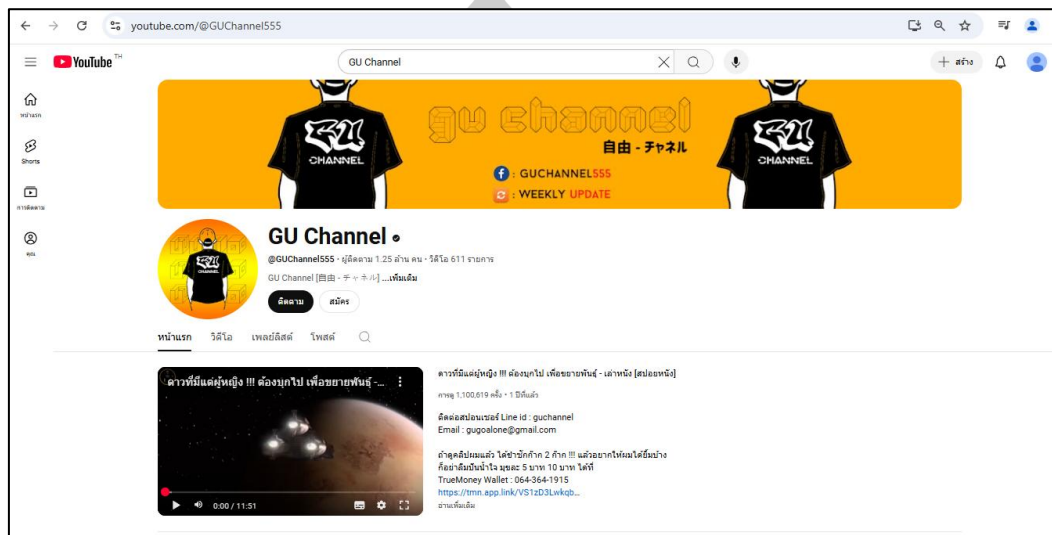 youtube.com/@GUChannel555
YouTube TH
GU Channel
สร้าง
หน้าแรก
Shorts
การติดตาม
คุณ
GU
CHANNEL
gu channel
自由 - チャネル
: GUCHANNEL555
: WEEKLY UPDATE
GU
CHANNEL
GU Channel
@GUChannel555 · ผู้ติดตาม 1.25 ล้าน คน · วิดีโอ 611 รายการ
GU Channel [自由 - チャネル] ...เพิ่มเติม
ติดตาม
สมัคร
หน้าแรก วิดีโอ เพลย์ลิสต์ โพสต์
ดาวที่มีแต่ผู้หญิง !!! ต้องบุกไป เพื่อขยายพันธุ์ -...
0:00 / 11:51
ดาวที่มีแต่ผู้หญิง !!! ต้องบุกไป เพื่อขยายพันธุ์ - เล่าหนัง [สปอยหนัง]
การดู 1,100,619 ครั้ง • 1 ปีที่แล้ว
ติดต่อสปอนเซอร์ Line id : guchannel
Email : gugoalone@gmail.com
ถ้าดูคลิปผมแล้ว ได้ขำซักก๊าก 2 ก๊าก !!! แล้วอยากให้ผมได้ยิ้มบ้าง
ก็อย่าลืมปันน้ำใจ มุขละ 5 บาท 10 บาท ได้ที่
TrueMoney Wallet : 064-364-1915
https://tmn.app.link/VS1zD3Lwkqb...
อ่านเพิ่มเติม